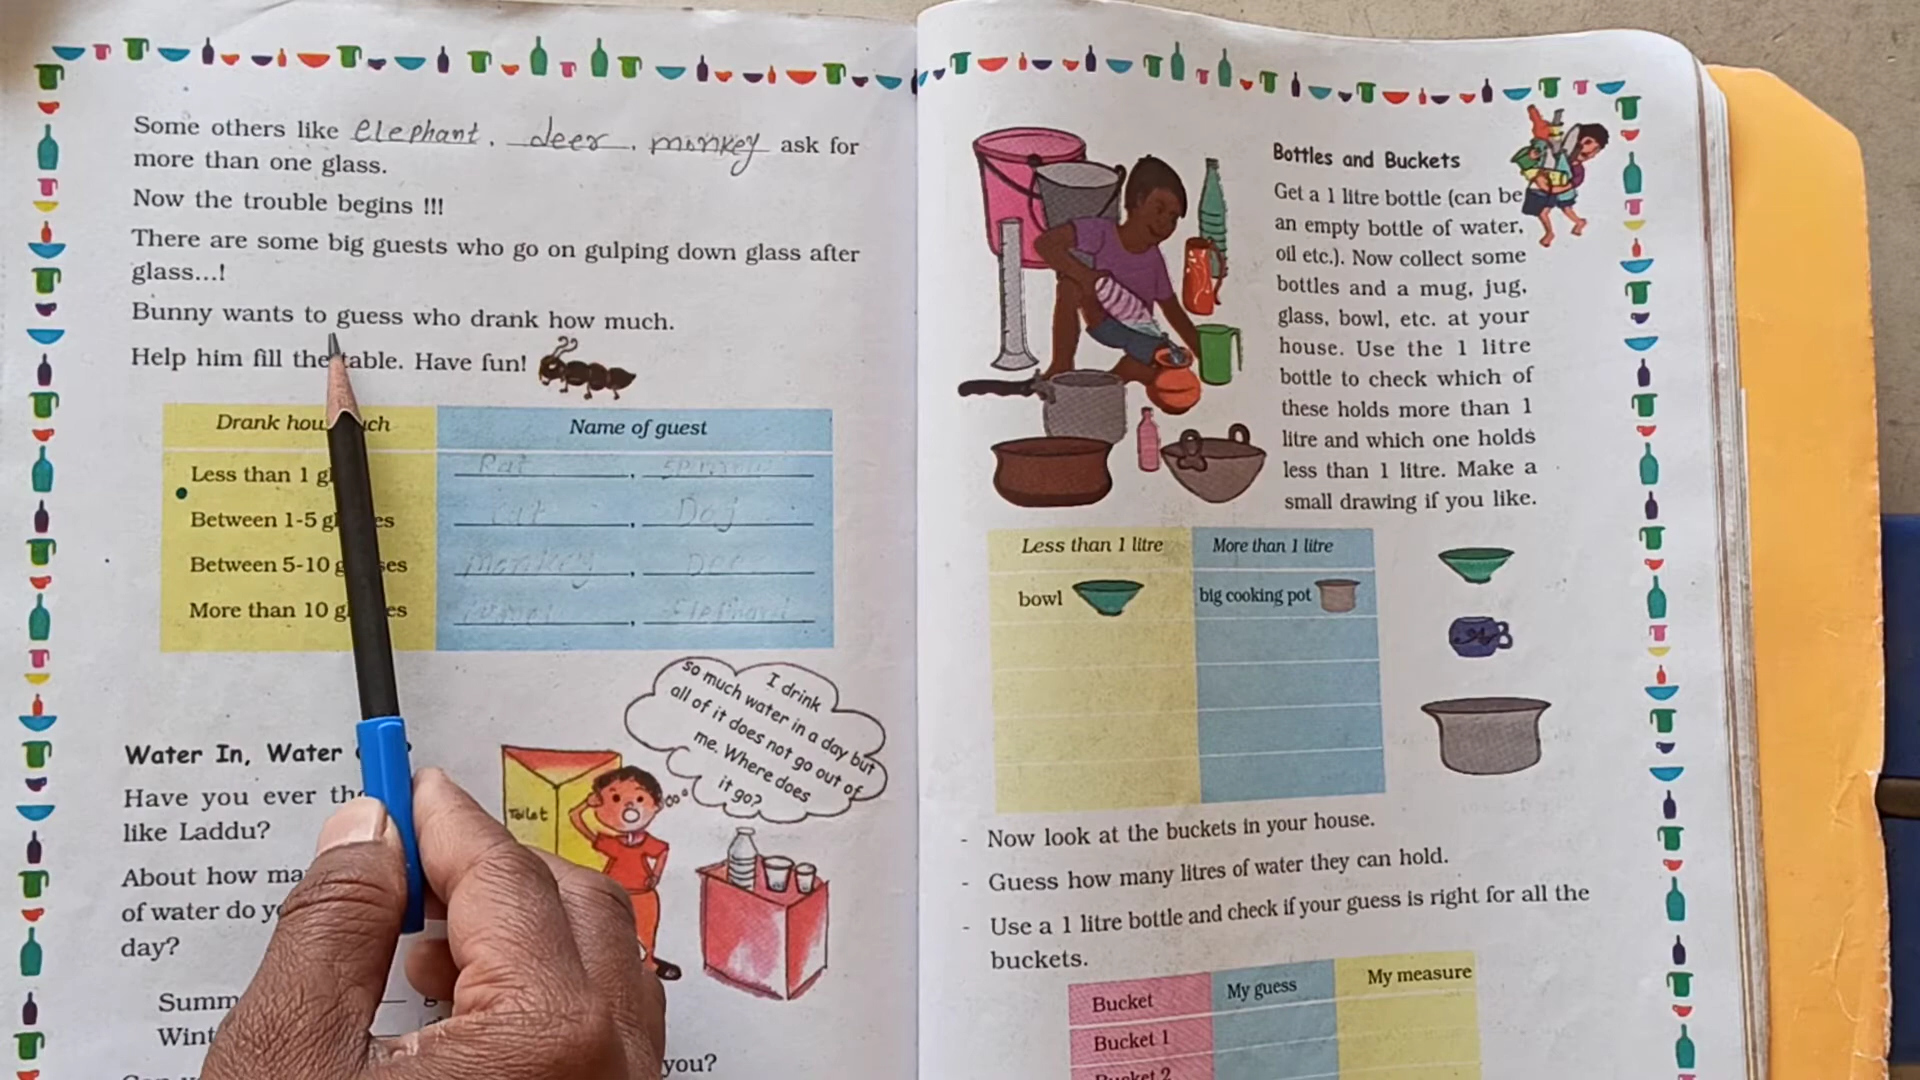 Some others like elephant, deer, monkey ask for
more than one glass.
Now the trouble begins !!!
There are some big guests who go on gulping down glass after
glass...!
Bunny wants to guess who drank how much.
Help him fill the table. Have fun!
Drank how Name of guest
Less than 1 Rat, sparrow
Between 1-5 cat, Dog
Between 5-10 monkey, Deer
More than 10 Elephant
I drink
so much water in a day but
all of it does not go out of
me. Where does
it go?
Toilet
Water In, Water
Have you ever
like Laddu?
About how
of water do
day?
you?
Bottles and Buckets
Get a 1 litre bottle (can be
an empty bottle of water,
oil etc.). Now collect some
bottles and a mug, jug,
glass, bowl, etc. at your
house. Use the 1 litre
bottle to check which of
these holds more than 1
litre and which one holds
less than 1 litre. Make a
small drawing if you like.
Less than 1 litre More than 1 litre
bowl big cooking pot
- Now look at the buckets in your house.
- Guess how many litres of water they can hold.
- Use a 1 litre bottle and check if your guess is right for all the
buckets.
Bucket My guess My measure
Bucket 1
Bucket 2